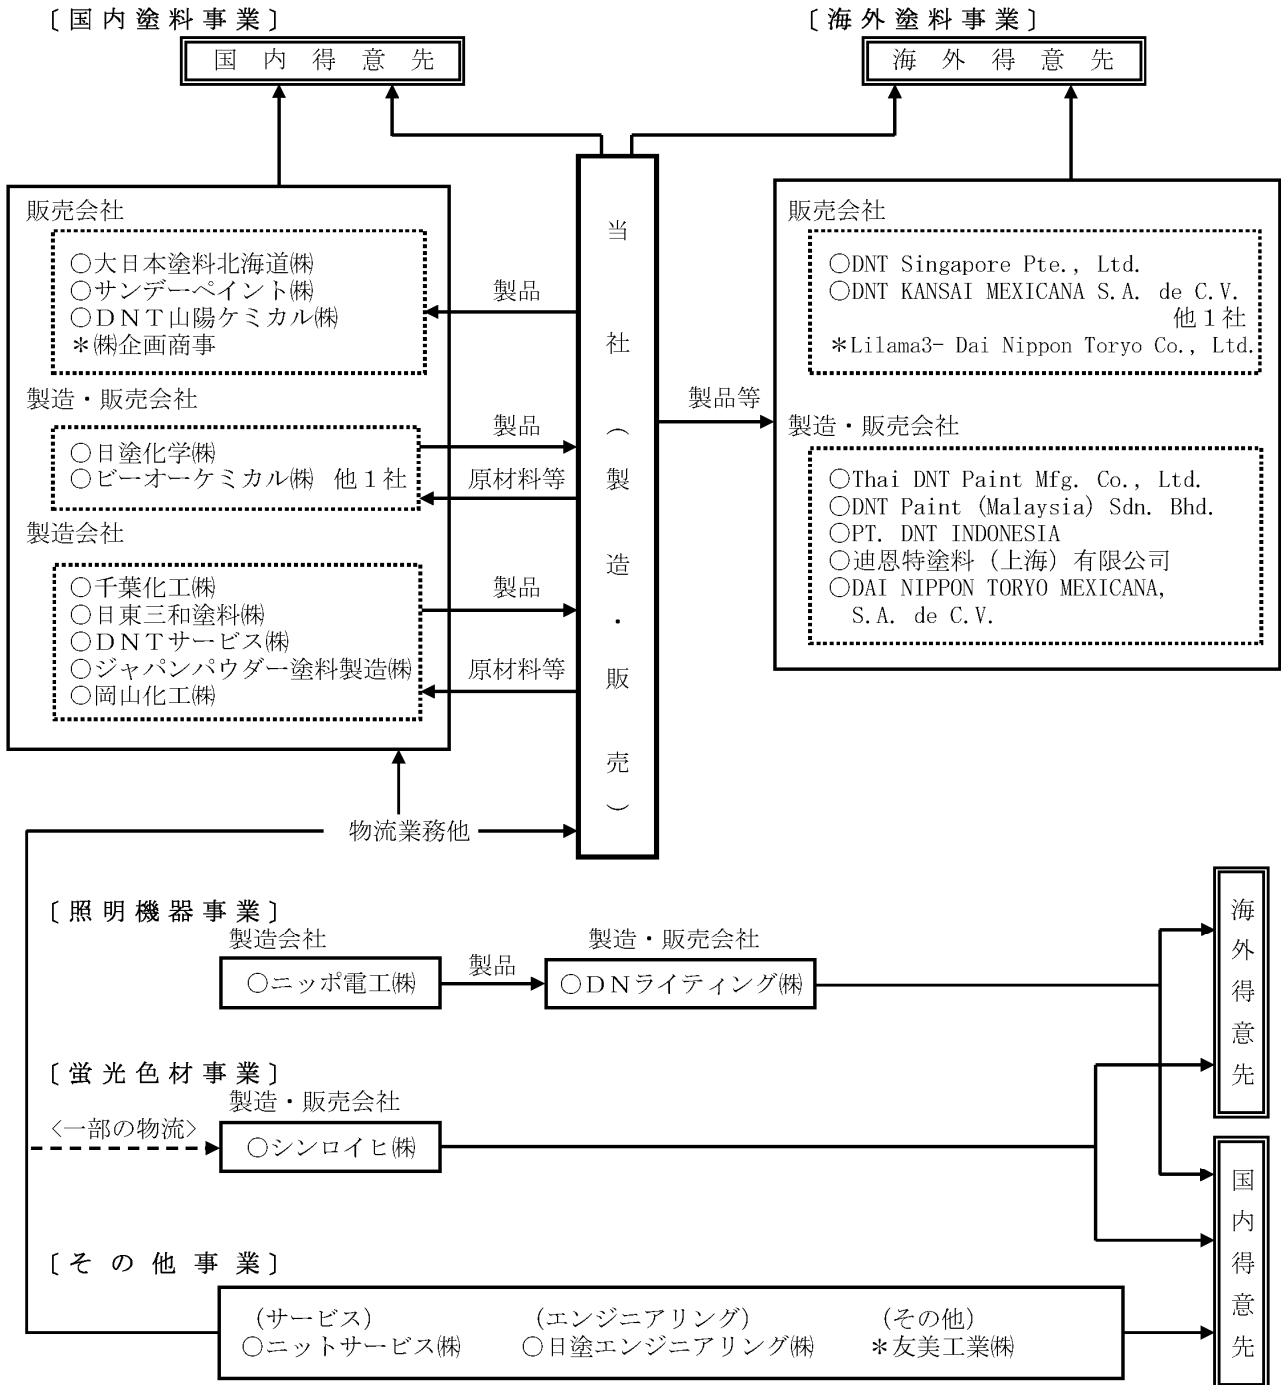 〔国内塗料事業〕
国内得意先
〔海外塗料事業〕
海外得意先
販売会社
○大日本塗料北海道㈱
○サンデーペイント㈱
○ＤＮＴ山陽ケミカル㈱
＊㈱企画商事
製造・販売会社
○日塗化学㈱
○ビーオーケミカル㈱ 他１社
製造会社
○千葉化工㈱
○日東三和塗料㈱
○ＤＮＴサービス㈱
○ジャパンパウダー塗料製造㈱
○岡山化工㈱
製品
製品
原材料等
製品
原材料等
当社（製造・販売）
製品等
販売会社
○DNT Singapore Pte., Ltd.
○DNT KANSAI MEXICANA S.A. de C.V.
他１社
＊Lilama3- Dai Nippon Toryo Co., Ltd.
製造・販売会社
○Thai DNT Paint Mfg. Co., Ltd.
○DNT Paint (Malaysia) Sdn. Bhd.
○PT. DNT INDONESIA
○迪恩特塗料（上海）有限公司
○DAI NIPPON TORYO MEXICANA,
S.A. de C.V.
物流業務他
〔照明機器事業〕
製造会社
○ニッポ電工㈱
製品
製造・販売会社
○ＤＮライティング㈱
海外得意先
〔蛍光色材事業〕
製造・販売会社
<一部の物流>
○シンロイヒ㈱
国内得意先
〔その他事業〕
(サービス)
○ニットサービス㈱
(エンジニアリング)
○日塗エンジニアリング㈱
(その他)
＊友美工業㈱